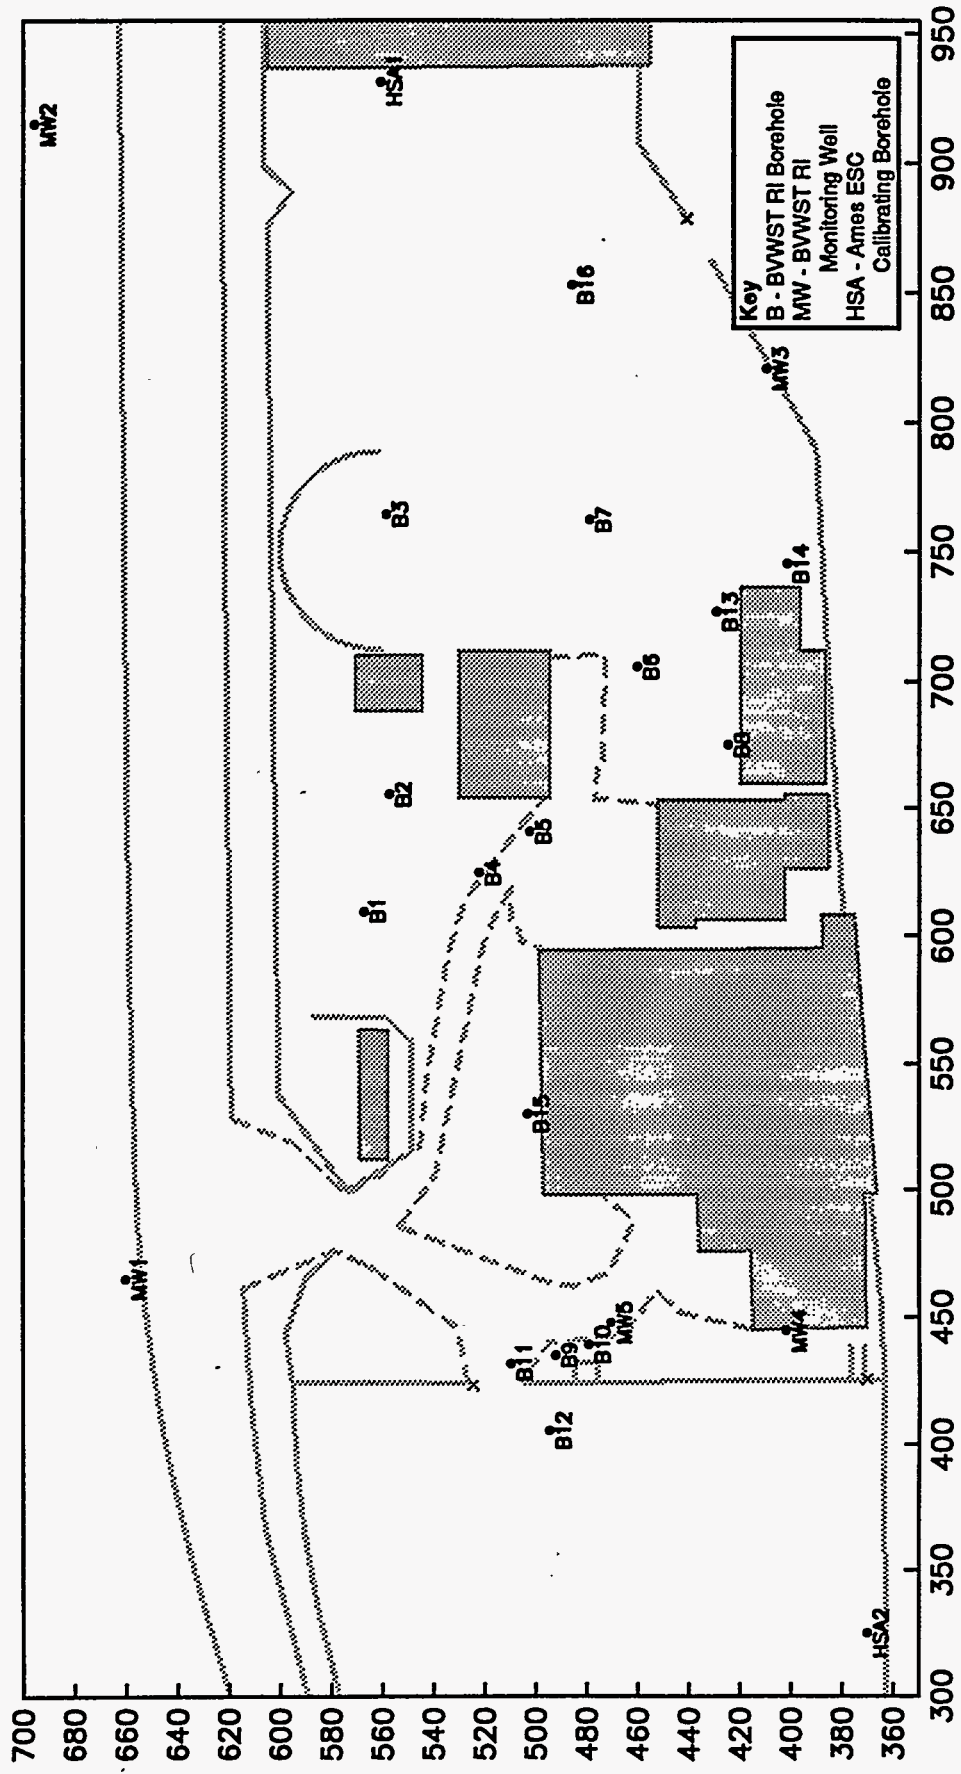 700
680
660
640
620
600
580
560
540
520
500
480
460
440
420
400
380
360
MW2
MW1
HSA1
B1
B2
B3
B4
B11
B5
B15
B12
B9
B16
B10
B7
MW5
B6
B13
B8
MW3
MW4
B14
HSA2
Key
B - BVWST RI Borehole
MW - BVWST RI
Monitoring Well
HSA - Ames ESC
Calibrating Borehole
300
350
400
450
500
550
600
650
700
750
800
850
900
950